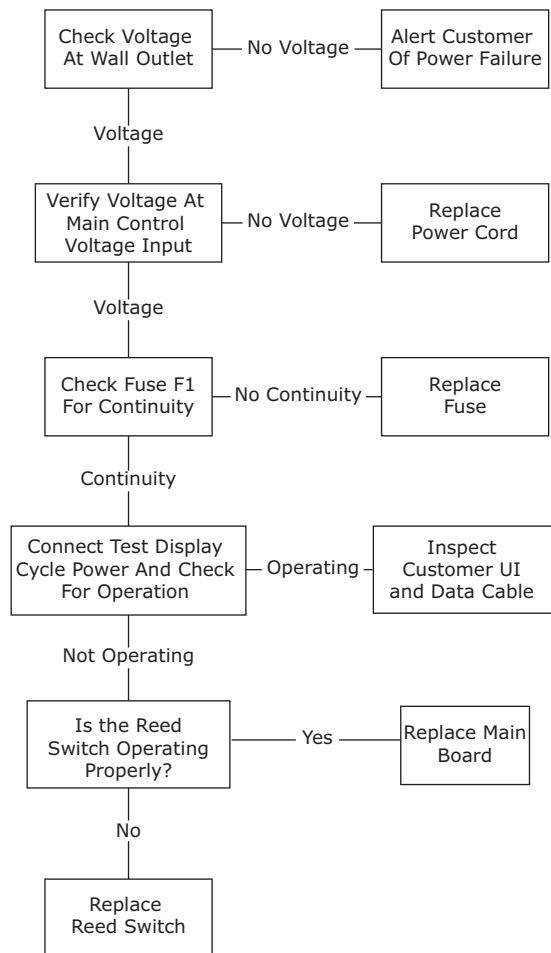 Check Voltage
At Wall Outlet
No Voltage
Alert Customer
Of Power Failure
Voltage
Verify Voltage At
Main Control
Voltage Input
No Voltage
Replace
Power Cord
Voltage
Check Fuse F1
For Continuity
No Continuity
Replace
Fuse
Continuity
Connect Test Display
Cycle Power And Check
For Operation
Operating
Inspect
Customer UI
and Data Cable
Not Operating
Is the Reed
Switch Operating
Properly?
Yes
Replace Main
Board
No
Replace
Reed Switch